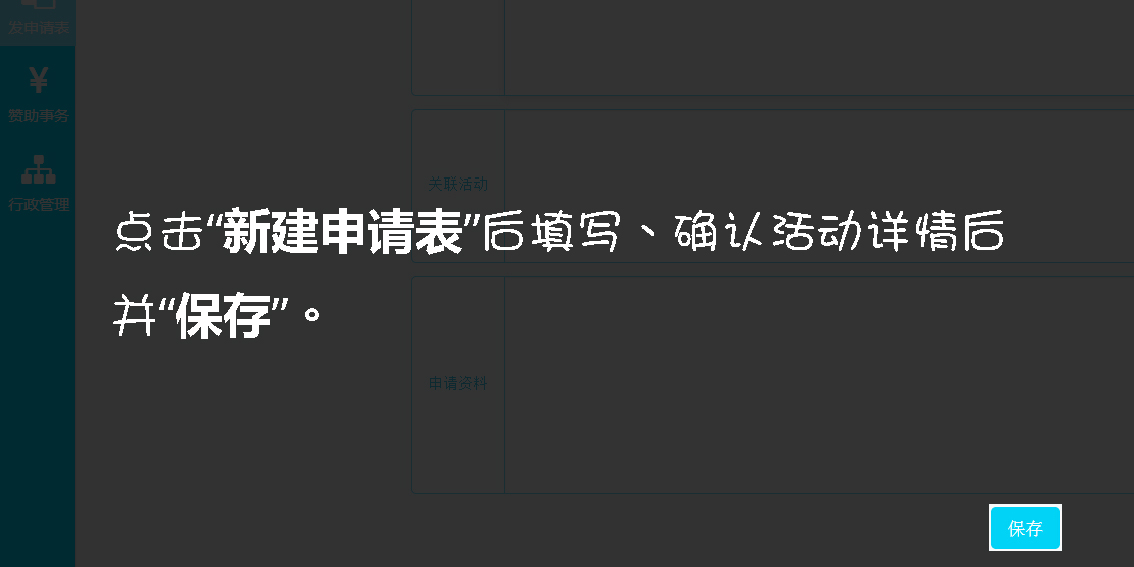 发申请表
赞助事务
行政管理
关联活动
点击“新建申请表”后填写、确认活动详情后
并“保存”。
申请资料
保存